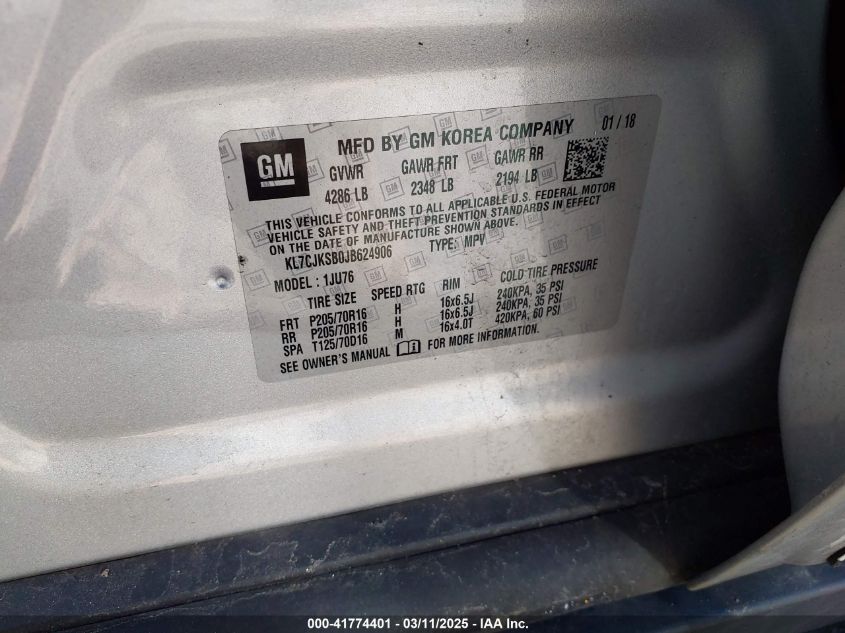 MFD BY GM KOREA COMPANY 01 / 18
GM
GVWR GAWR FRT GAWR RR
4286 LB 2348 LB 2194 LB
THIS VEHICLE CONFORMS TO ALL APPLICABLE U.S. FEDERAL MOTOR
VEHICLE SAFETY AND THEFT PREVENTION STANDARDS IN EFFECT
ON THE DATE OF MANUFACTURE SHOWN ABOVE.
KL7CJKSB0JB624906 TYPE: MPV
MODEL: 1JU76
TIRE SIZE SPEED RTG RIM COLD TIRE PRESSURE
FRT P205/70R16 H 16x6.5J 240KPA, 35 PSI
RR P205/70R16 H 16x6.5J 240KPA, 35 PSI
SPA T125/70D16 M 16x4.0T 420KPA, 60 PSI
SEE OWNER'S MANUAL FOR MORE INFORMATION.
000-41774401 - 03/11/2025 - IAA Inc.